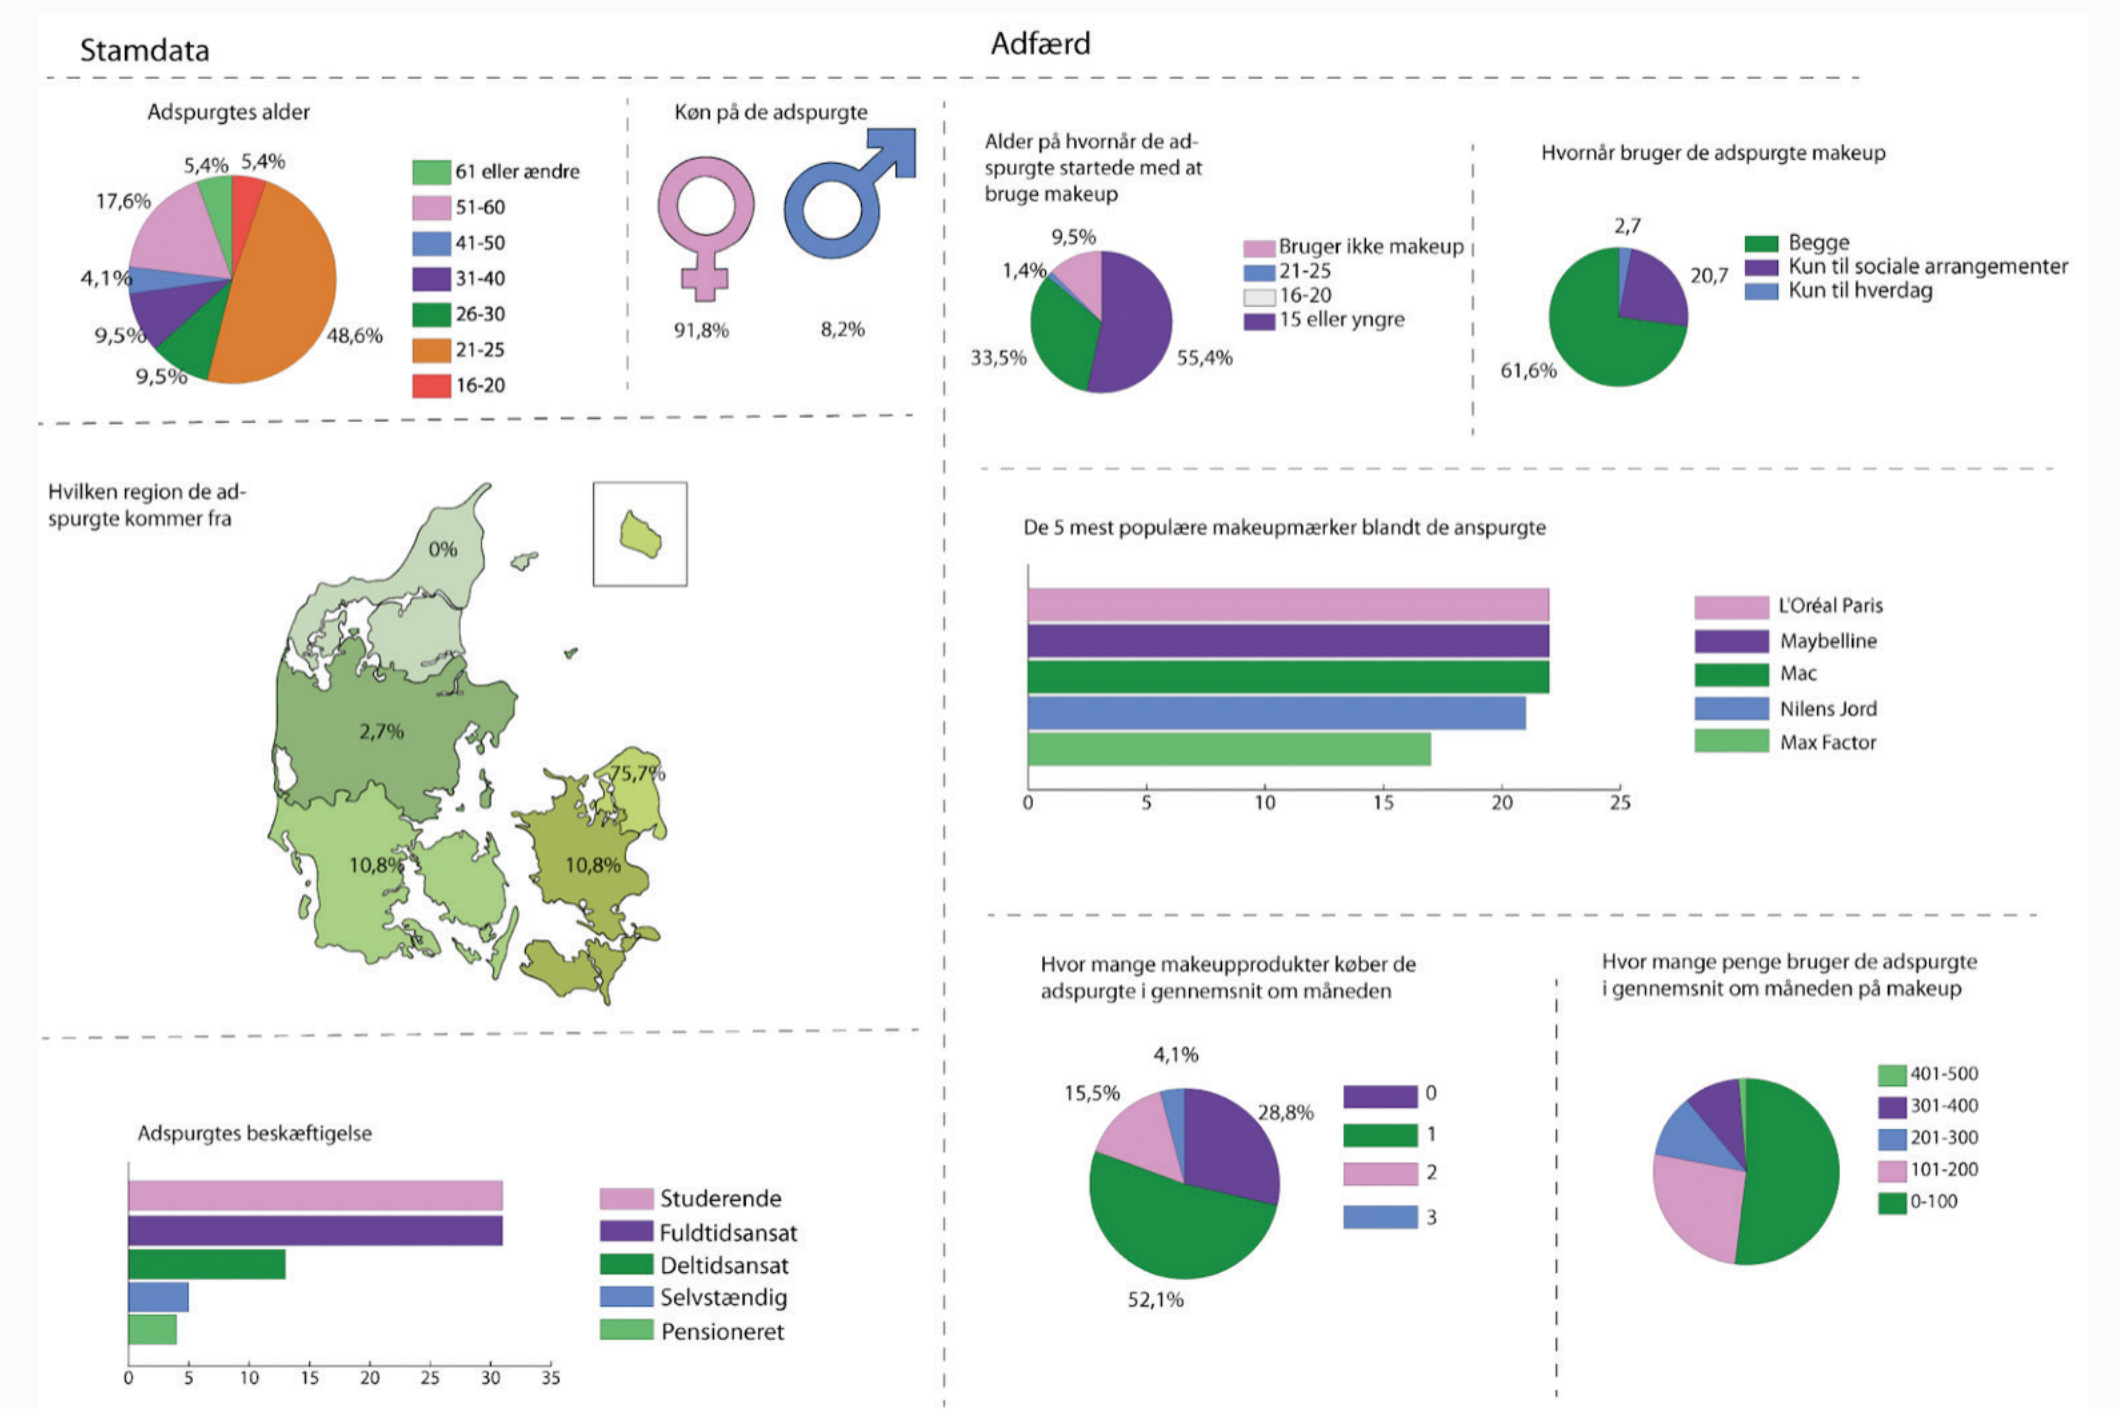 Stamdata
Adspurgtes alder
5,4%
5,4%
17,6%
4,1%
9,5%
9,5%
48,6%
61 eller ændre
51-60
41-50
31-40
26-30
21-25
16-20
Køn på de adspurgte
91,8%
8,2%
Hvilken region de ad-
spurgte kommer fra
0%
2,7%
75,7%
10,8%
10,8%
Adspurgtes beskæftigelse
Studerende
Fuldtidsansat
Deltidsansat
Selvstændig
Pensioneret
0 5 10 15 20 25 30 35
Adfærd
Alder på hvornår de ad-
spurgte startede med at
bruge makeup
9,5%
1,4%
33,5%
55,4%
Bruger ikke makeup
21-25
16-20
15 eller yngre
Hvornår bruger de adspurgte makeup
2,7
20,7
61,6%
Begge
Kun til sociale arrangementer
Kun til hverdag
De 5 mest populære makeupmærker blandt de anspurgte
L'Oréal Paris
Maybelline
Mac
Nilens Jord
Max Factor
0 5 10 15 20 25
Hvor mange makeupprodukter køber de
adspurgte i gennemsnit om måneden
4,1%
15,5%
28,8%
52,1%
0
1
2
3
Hvor mange penge bruger de adspurgte
i gennemsnit om måneden på makeup
401-500
301-400
201-300
101-200
0-100